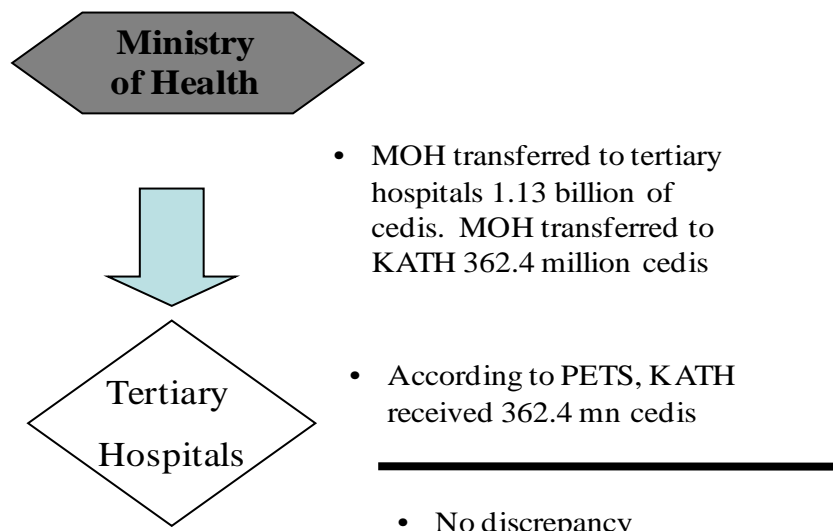 Ministry
of Health
• MOH transferred to tertiary
hospitals 1.13 billion of
cedis. MOH transferred to
KATH 362.4 million cedis
Tertiary
Hospitals
• According to PETS, KATH
received 362.4 mn cedis
• No discrepancy